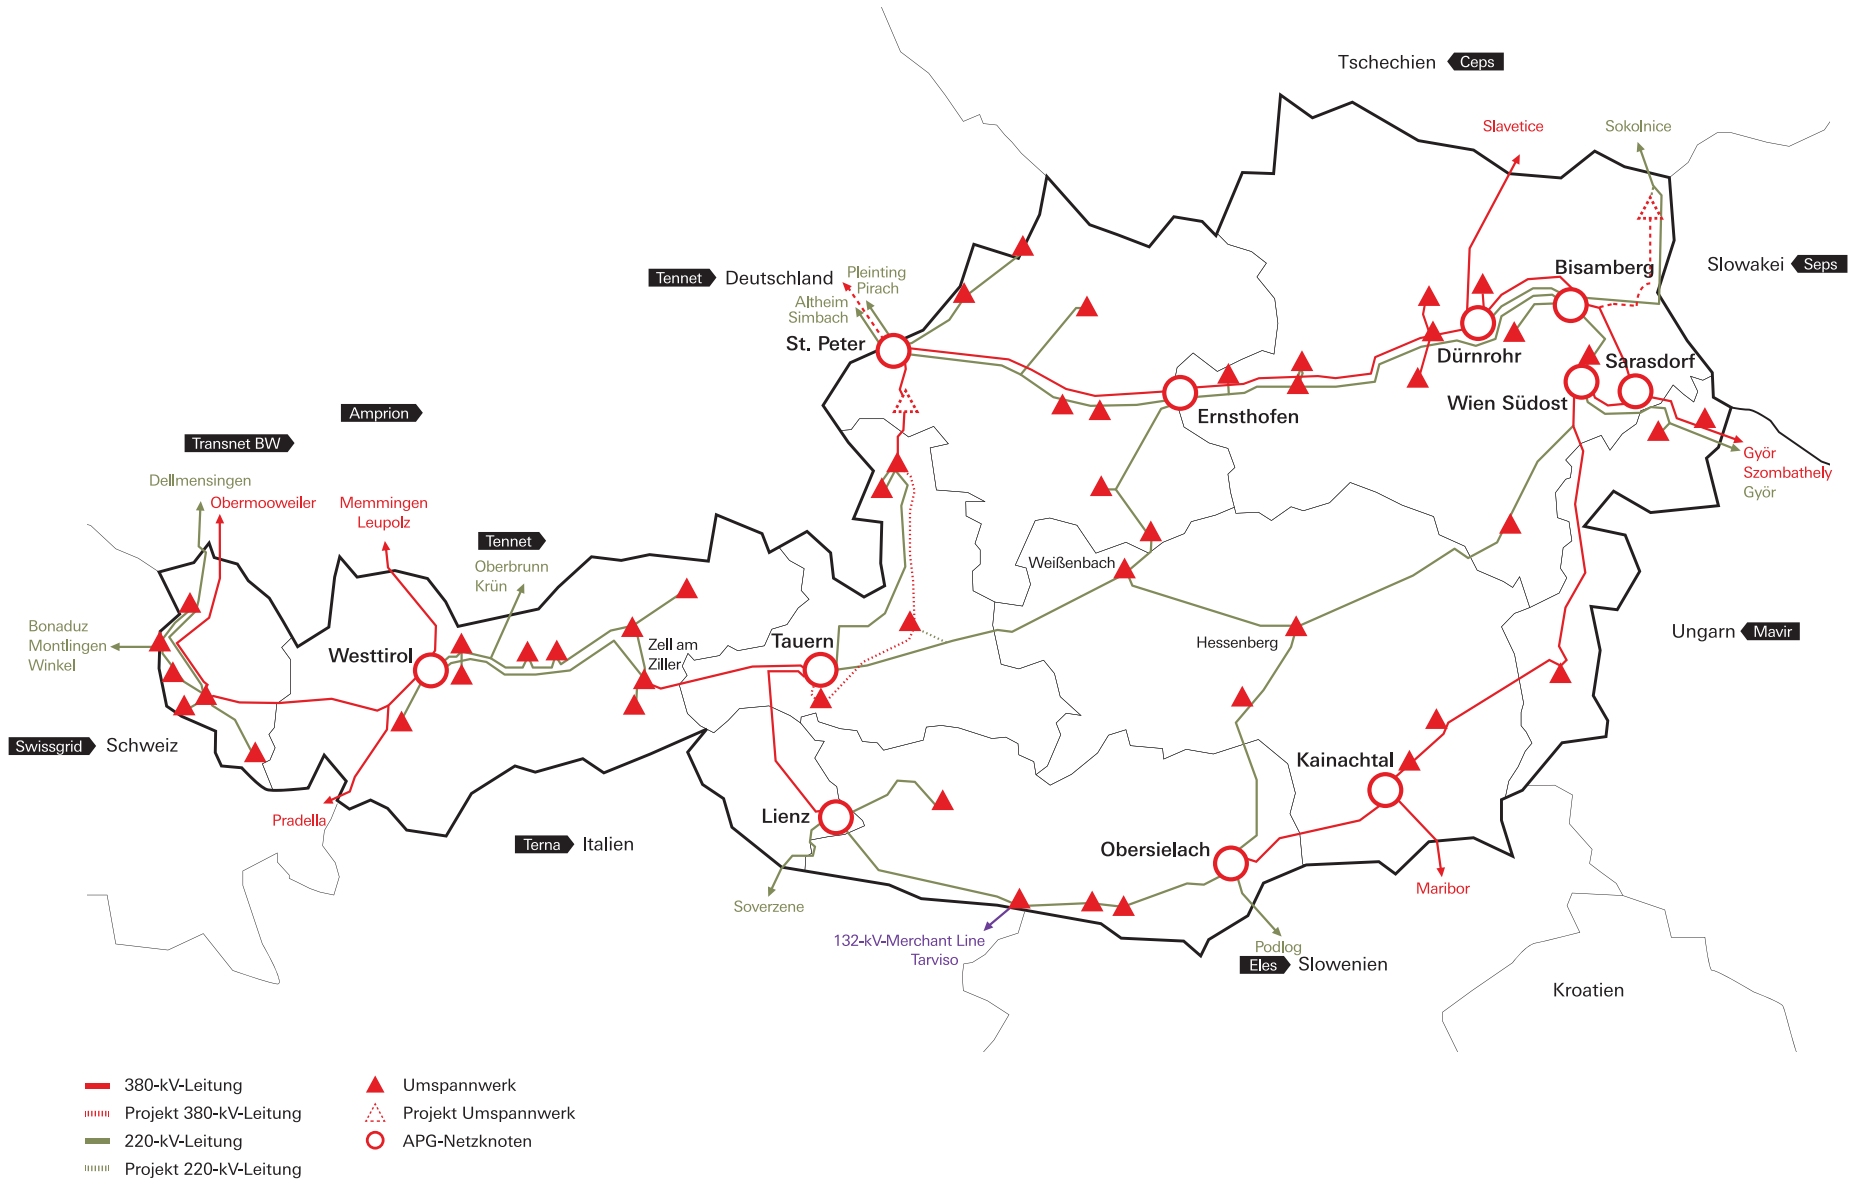 Tschechien
Ceps
Slavetice
Sokolnice
Slowakei
Seps
Bisamberg
Tennet
Deutschland
Pleinting
Pirach
Altheim
Simbach
St. Peter
Dürnrohr
Sarasdorf
Wien Südost
Ernsthofen
Amprion
Transnet BW
Györ
Szombathely
Györ
Dellmensingen
Obermooweiler
Memmingen
Leupolz
Tennet
Oberbrunn
Krün
Weißenbach
Bonaduz
Montlingen
Winkel
Westtirol
Zell am
Ziller
Tauern
Hessenberg
Ungarn
Mavir
Swissgrid
Schweiz
Kainachtal
Pradella
Lienz
Terna
Italien
Obersielach
Maribor
Soverzene
132-kV-Merchant Line
Tarviso
Podlog
Eles
Slowenien
Kroatien
380-kV-Leitung
Projekt 380-kV-Leitung
220-kV-Leitung
Projekt 220-kV-Leitung
Umspannwerk
Projekt Umspannwerk
APG-Netzknoten